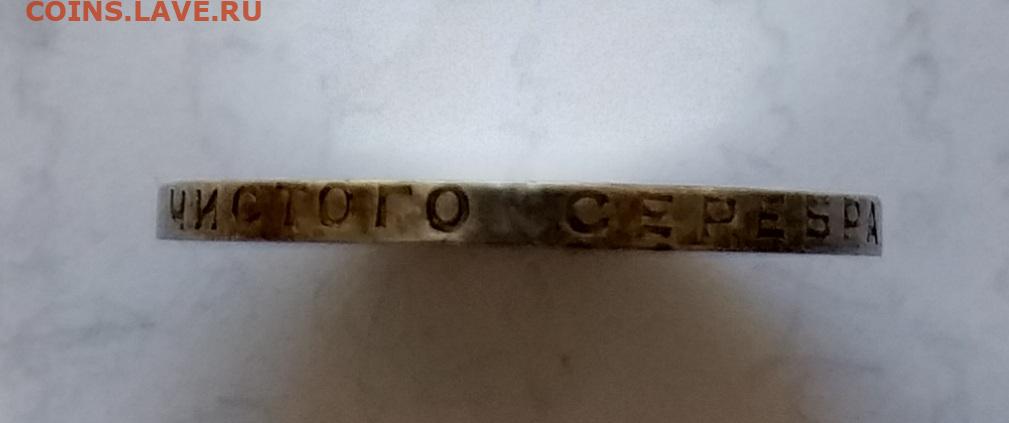 COINS.LAVE.RU
ЧИСТОГО СЕРЕБРА